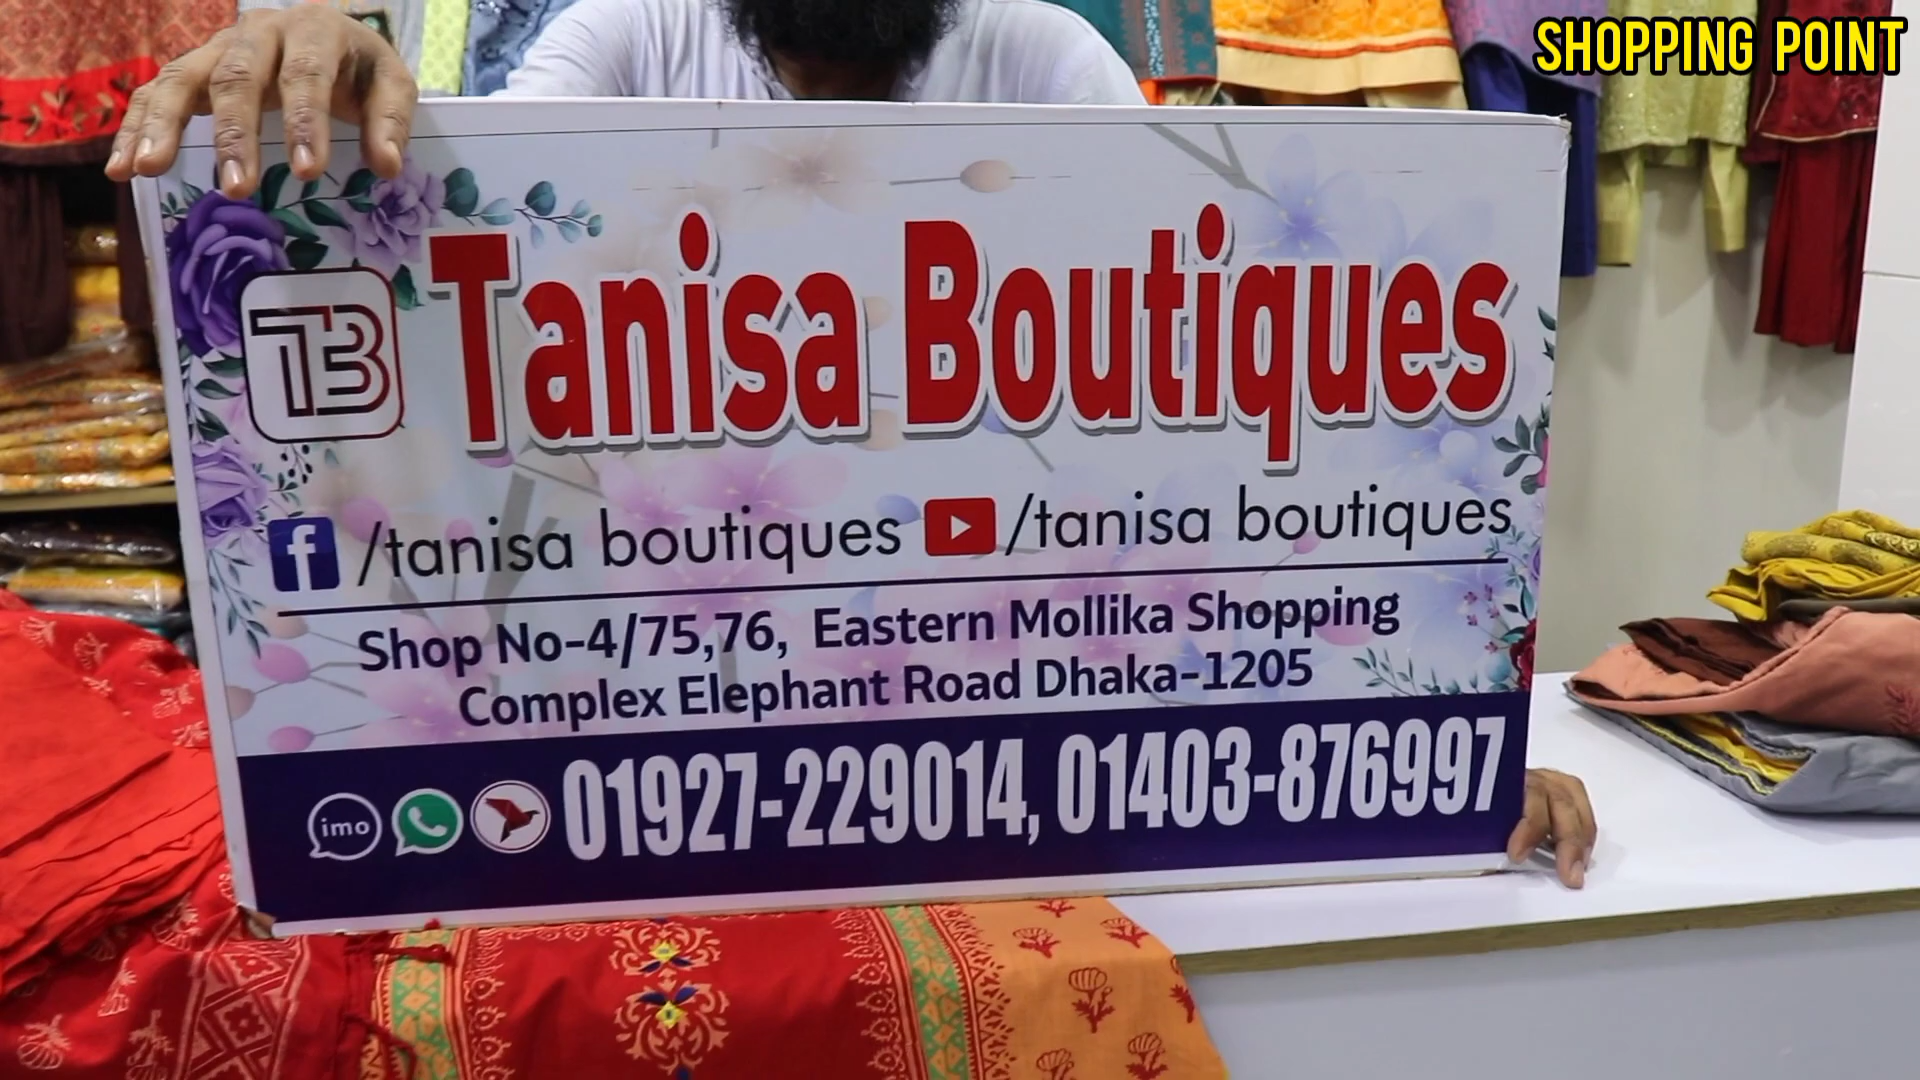 SHOPPING POINT
TB Tanisa Boutiques
f /tanisa boutiques /tanisa boutiques
Shop No-4/75,76, Eastern Mollika Shopping
Complex Elephant Road Dhaka-1205
imo 01927-229014, 01403-876997